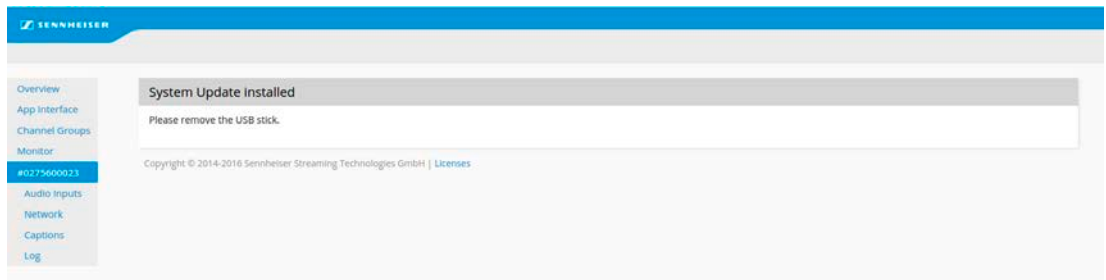 SENNHEISER
Overview
App Interface
Channel Groups
Monitor
#0275600023
Audio Inputs
Network
Captions
Log
System Update installed
Please remove the USB stick.
Copyright © 2014-2016 Sennheiser Streaming Technologies GmbH | Licenses